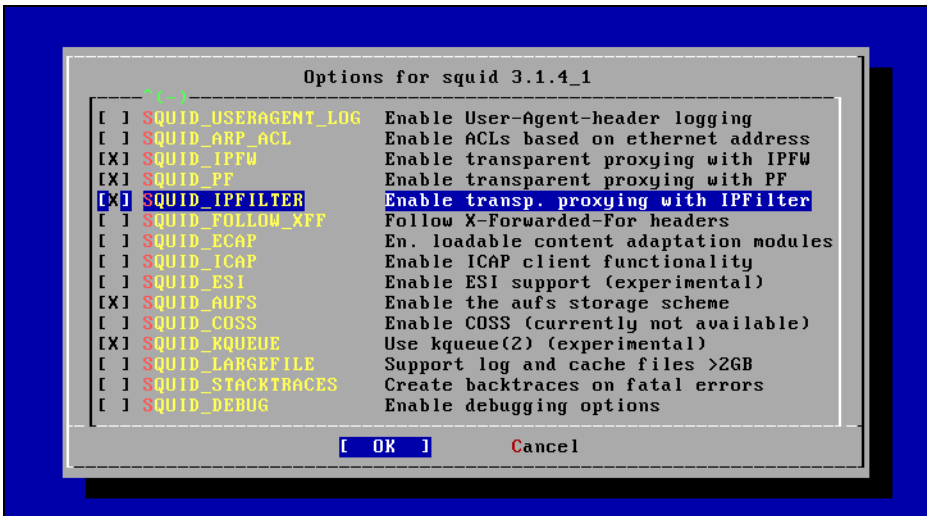 Options for squid 3.1.4_1
^(-)
[ ] SQUID_USERAGENT_LOG Enable User-Agent-header logging
[ ] SQUID_ARP_ACL Enable ACLs based on ethernet address
[X] SQUID_IPFW Enable transparent proxying with IPFW
[X] SQUID_PF Enable transparent proxying with PF
[X] SQUID_IPFILTER Enable transp. proxying with IPFilter
[ ] SQUID_FOLLOW_XFF Follow X-Forwarded-For headers
[ ] SQUID_ECAP En. loadable content adaptation modules
[ ] SQUID_ICAP Enable ICAP client functionality
[ ] SQUID_ESI Enable ESI support (experimental)
[X] SQUID_AUFS Enable the aufs storage scheme
[ ] SQUID_COSS Enable COSS (currently not available)
[X] SQUID_KQUEUE Use kqueue(2) (experimental)
[ ] SQUID_LARGEFILE Support log and cache files >2GB
[ ] SQUID_STACKTRACES Create backtraces on fatal errors
[ ] SQUID_DEBUG Enable debugging options
[ OK ] Cancel